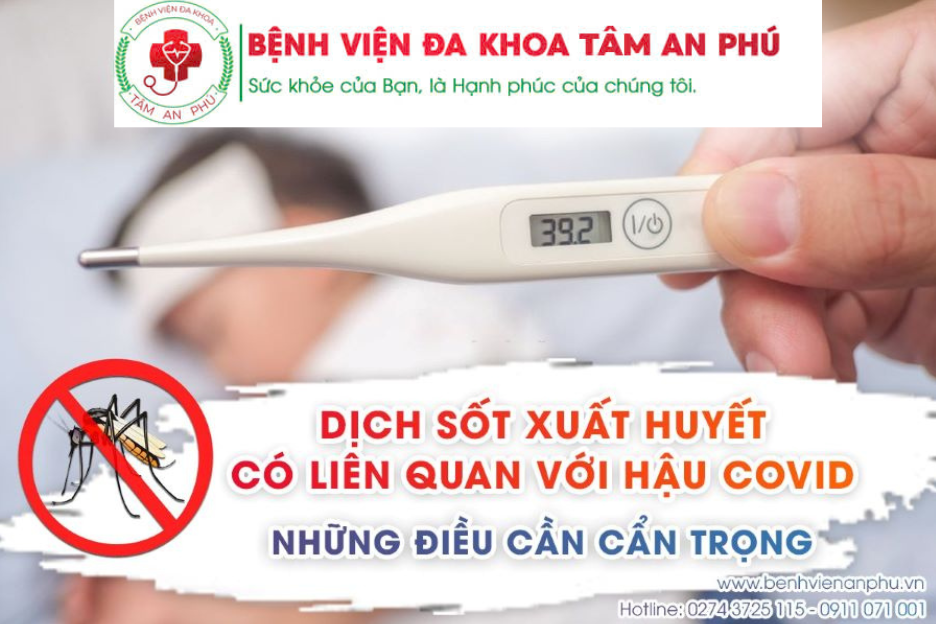 BỆNH VIỆN ĐA KHOA
TÂM AN PHÚ
BỆNH VIỆN ĐA KHOA TÂM AN PHÚ
Sức khỏe của Bạn, là Hạnh phúc của chúng tôi.
39.2
I/
DỊCH SỐT XUẤT HUYẾT
CÓ LIÊN QUAN VỚI HẬU COVID
NHỮNG ĐIỀU CẦN CẨN TRỌNG
www.benhvienanphu.vn
Hotline: 0274 3725 115 - 0911 071 001